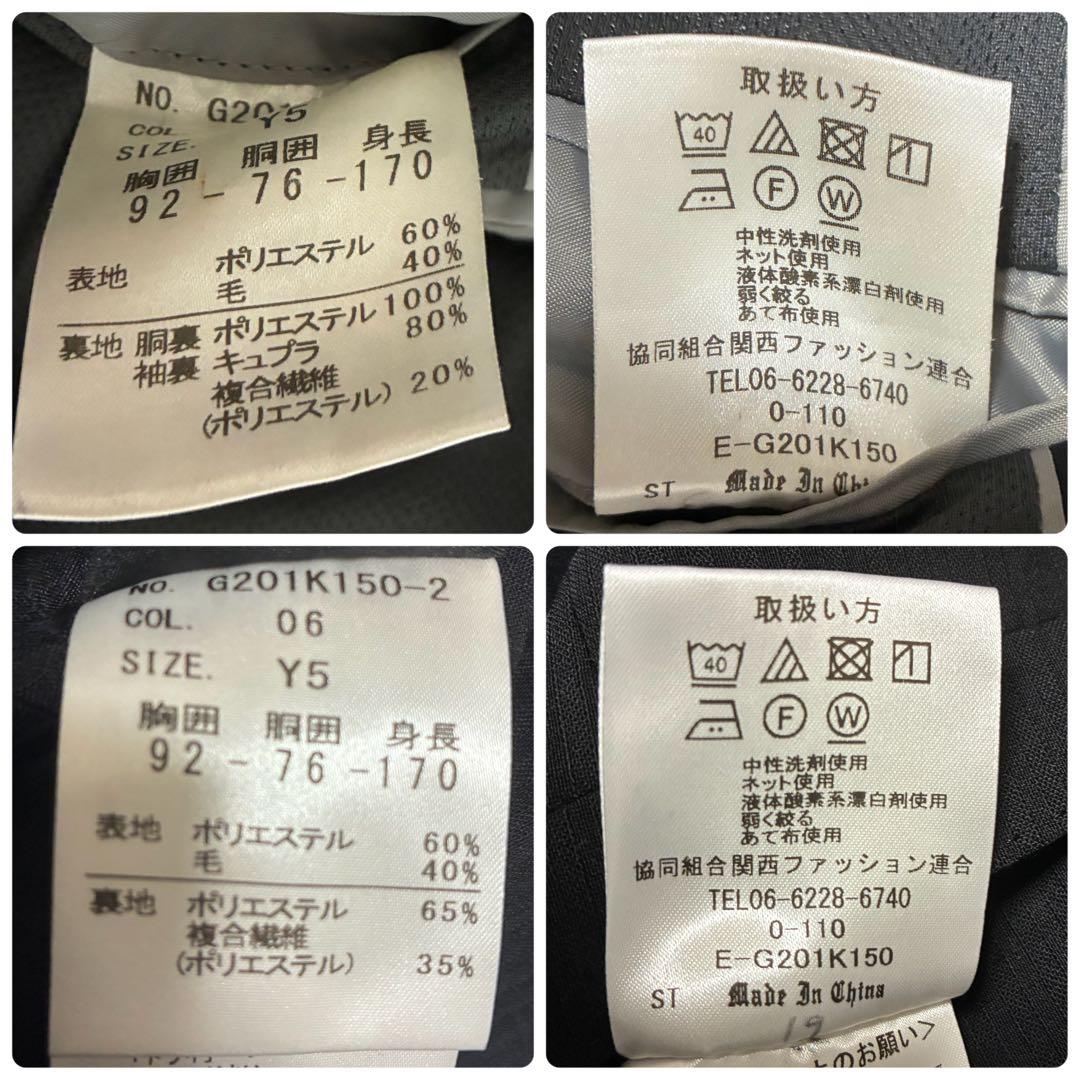 NO. G201
Y5
COL.
SIZE.
胸囲 胴囲 身長
92 - 76 - 170
表地 ポリエステル 60%
毛 40%
裏地 胴裏 ポリエステル 100%
袖裏 キュプラ 80%
複合繊維
(ポリエステル) 20%
取扱い方
40
F W
中性洗剤使用
ネット使用
液体酸素系漂白剤使用
弱く絞る
あて布使用
協同組合関西ファッション連合
TEL06-6228-6740
0-110
E-G201K150
ST Made In Chi
NO. G201K150-2
COL. 06
SIZE. Y5
胸囲 胴囲 身長
92 - 76 - 170
表地 ポリエステル 60%
毛 40%
裏地 ポリエステル 65%
複合繊維
(ポリエステル) 35%
取扱い方
40
F W
中性洗剤使用
ネット使用
液体酸素系漂白剤使用
弱く絞る
あて布使用
協同組合関西ファッション連合
TEL06-6228-6740
0-110
E-G201K150
ST Made In China
19
上のお願い>